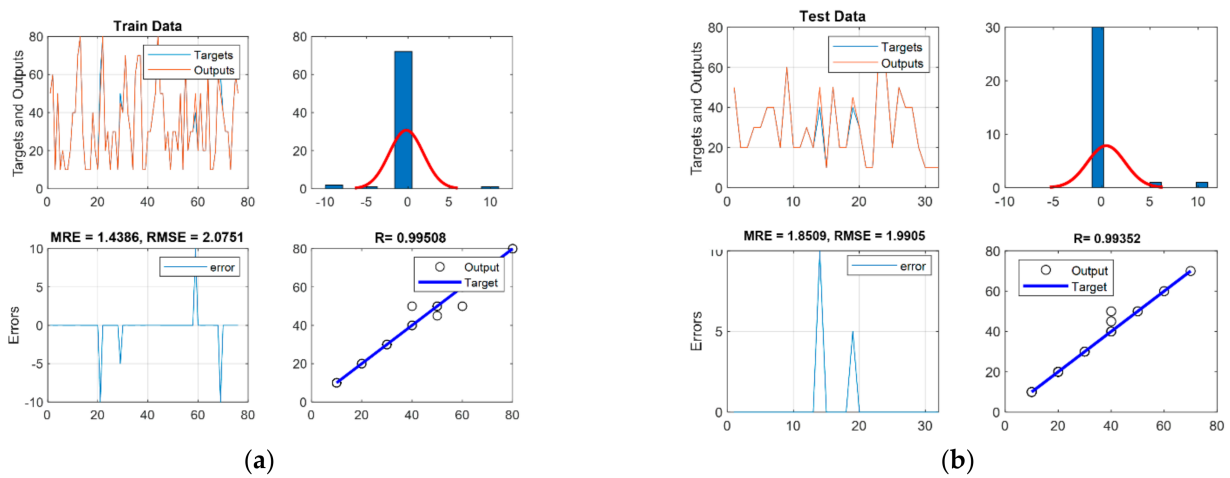 Train Data
Targets and Outputs
80
60
40
20
0
0 20 40 60 80
Targets
Outputs
80
60
40
20
0
-10 -5 0 5 10
MRE = 1.4386, RMSE = 2.0751
Errors
10
5
0
-5
-10
0 20 40 60 80
error
R= 0.99508
80
60
40
20
0
0 20 40 60 80
Output
Target
(a)
Test Data
Targets and Outputs
80
60
40
20
0
0 10 20 30
Targets
Outputs
30
20
10
0
-5 0 5 10
MRE = 1.8509, RMSE = 1.9905
Errors
10
5
0
0 10 20 30
error
R= 0.99352
80
60
40
20
0
0 20 40 60 80
Output
Target
(b)